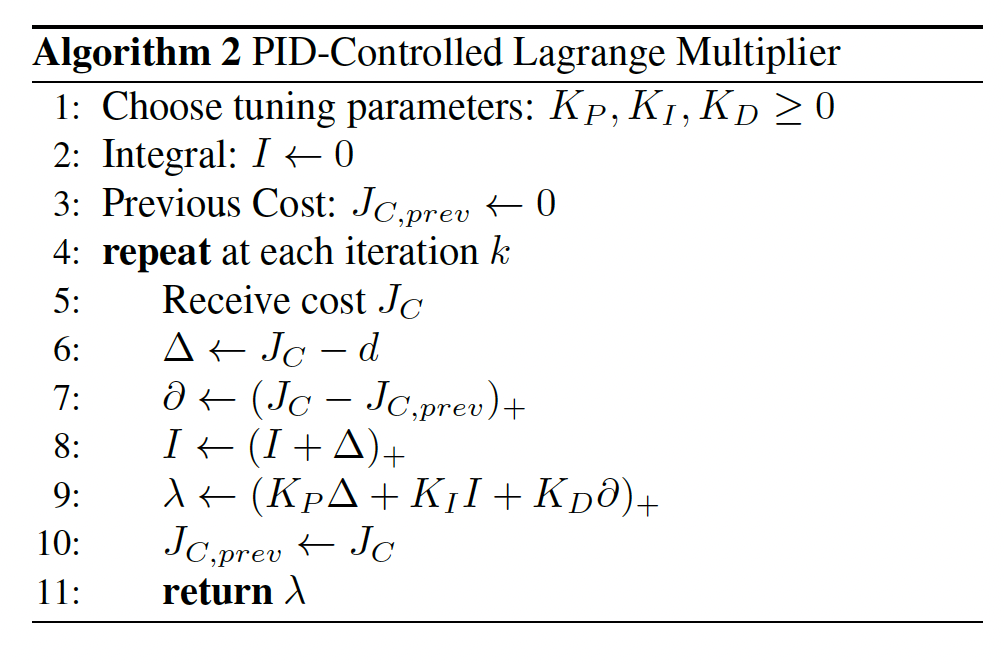 Algorithm 2 PID-Controlled Lagrange Multiplier
1: Choose tuning parameters: $K_P, K_I, K_D \geq 0$
2: Integral: $I \leftarrow 0$
3: Previous Cost: $J_{C,prev} \leftarrow 0$
4: repeat at each iteration $k$
5: Receive cost $J_C$
6: $\Delta \leftarrow J_C - d$
7: $\partial \leftarrow (J_C - J_{C,prev})_+$
8: $I \leftarrow (I + \Delta)_+$
9: $\lambda \leftarrow (K_P \Delta + K_I I + K_D \partial)_+$
10: $J_{C,prev} \leftarrow J_C$
11: return $\lambda$